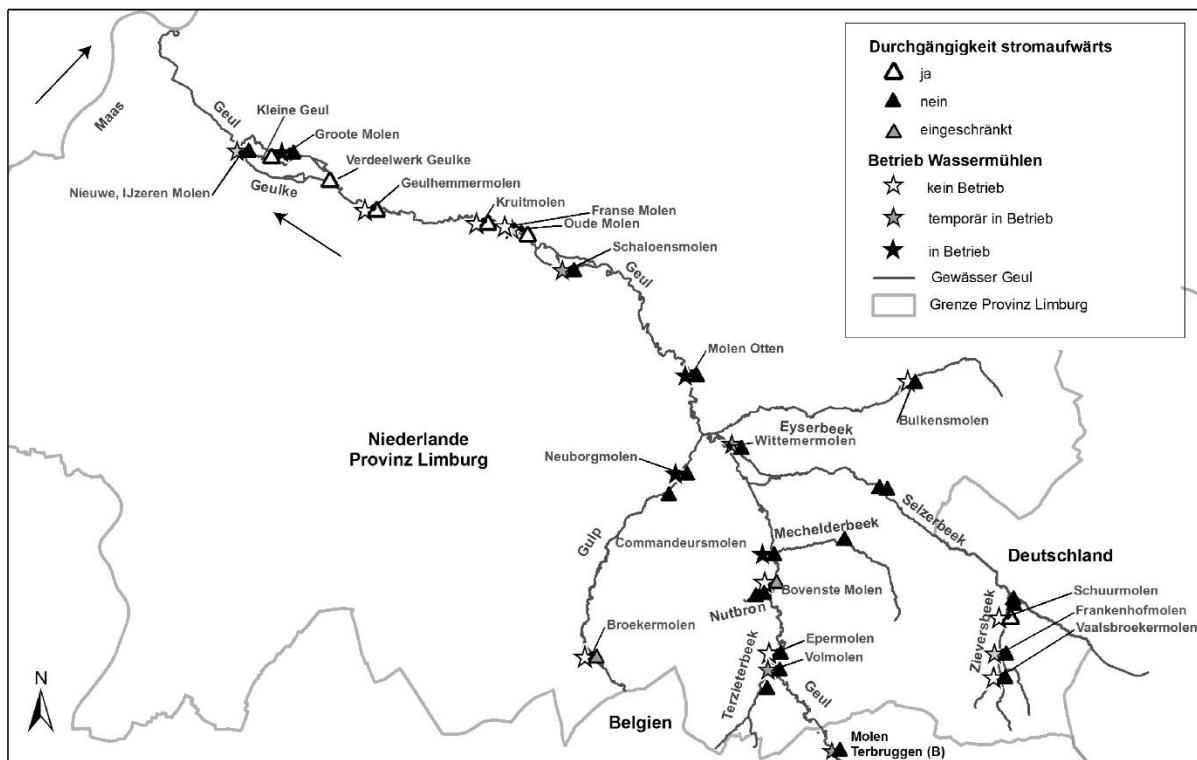 Durchgängigkeit stromaufwärts
ja
nein
eingeschränkt
Betrieb Wassermühlen
kein Betrieb
temporär in Betrieb
in Betrieb
Gewässer Geul
Grenze Provinz Limburg
Maas
Geul
Kleine Geul
Groote Molen
Verdeelwerk Geulke
Nieuwe, IJzeren Molen
Geulke
Geulhemmermolen
Kruitmolen
Franse Molen
Oude Molen
Schaloensmolen
Geul
Molen Otten
Bulkensmolen
Eyserbeek
Wittemermolen
Niederlande
Provinz Limburg
Neuborgmolen
Selzerbeek
Gulp
Mechelderbeek
Commandeursmolen
Deutschland
Bovenste Molen
Nutbron
Schuurmolen
Frankenhofmolen
Vaalsbroekermolen
Zieversbeek
Broekermolen
Epermolen
Volmolen
Terzieterbeek
Geul
Belgien
Molen
Terbruggen (B)
N